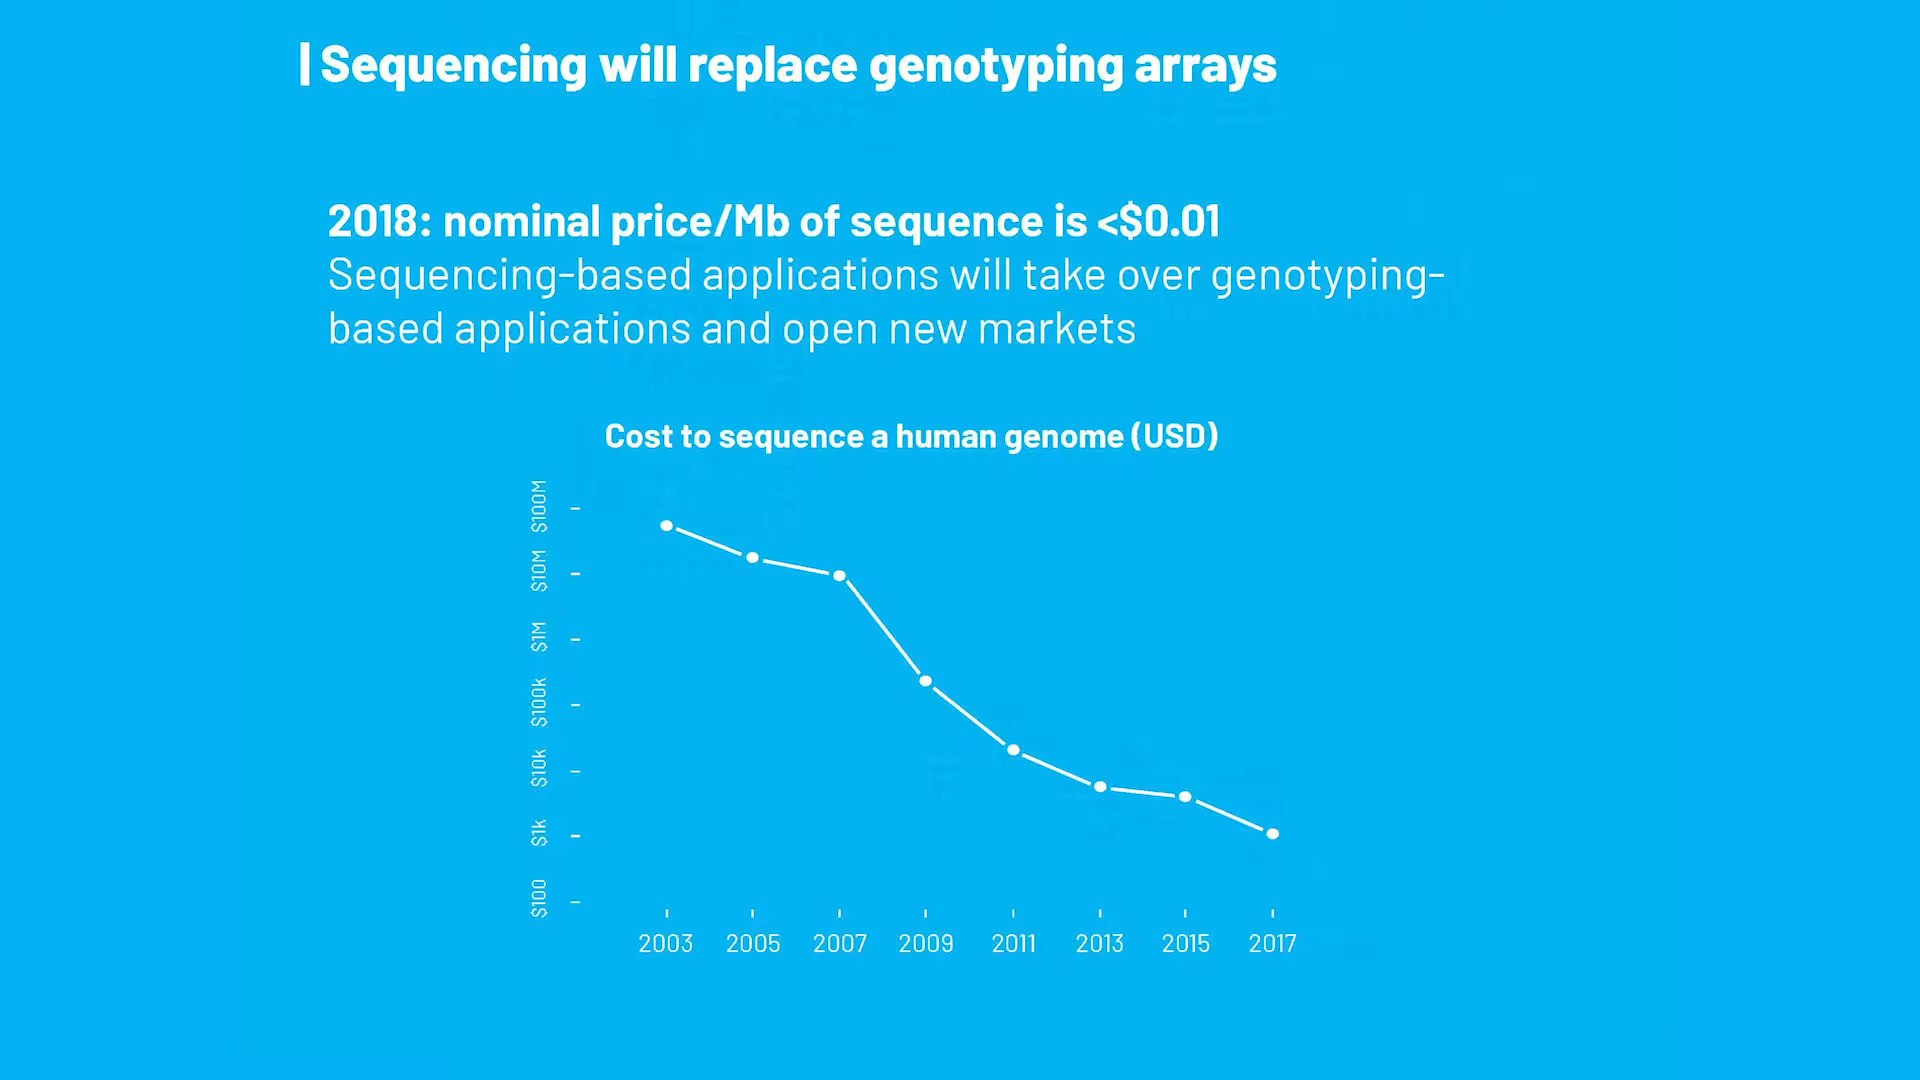 | Sequencing will replace genotyping arrays
2018: nominal price/Mb of sequence is <$0.01
Sequencing-based applications will take over genotyping-
based applications and open new markets
Cost to sequence a human genome (USD)
$100M
$10M
$1M
$100k
$10k
$1k
$100
2003 2005 2007 2009 2011 2013 2015 2017